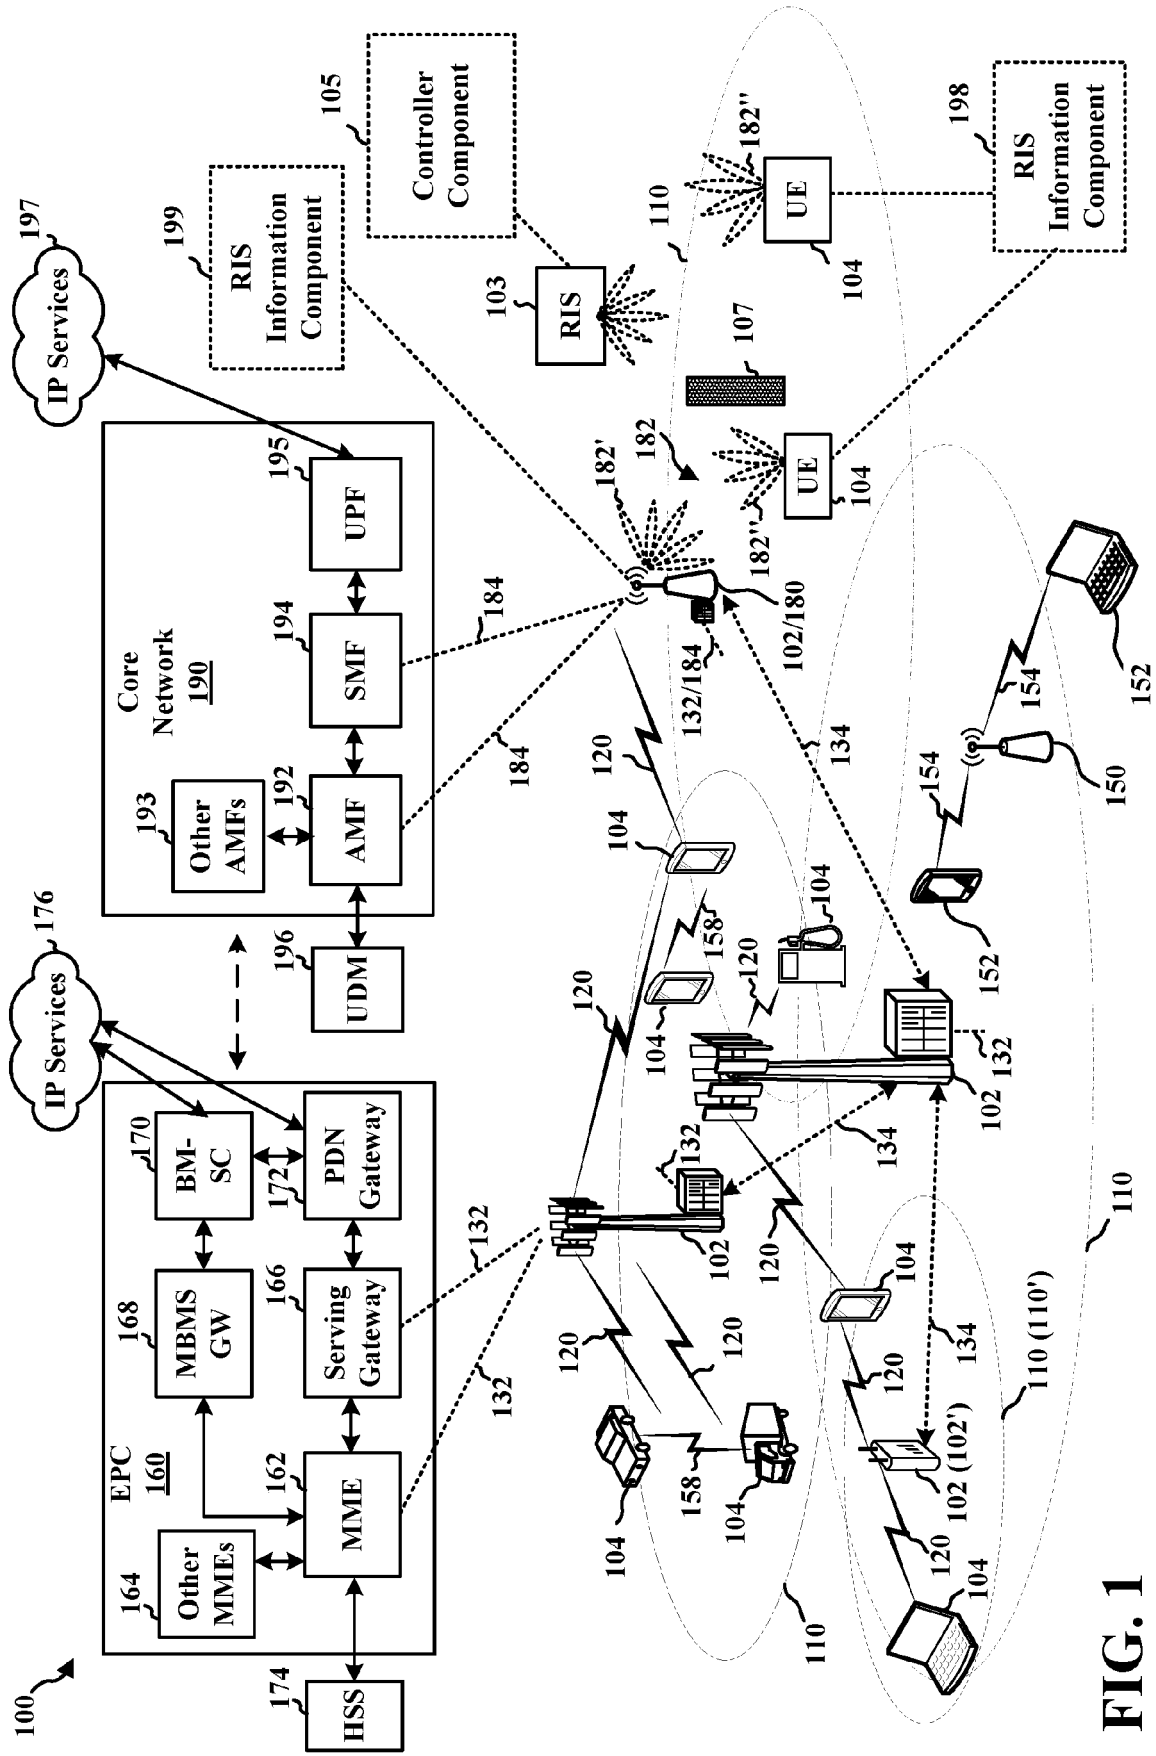 100
174
HSS
EPC
160
164
Other
MMEs
162
MME
168
MBMS
GW
166
Serving
Gateway
170
BM-
SC
172
PDN
Gateway
IP Services
176
196
UDM
Core
Network
190
193
Other
AMFs
192
AMF
194
SMF
195
UPF
IP Services
197
199
RIS
Information
Component
105
Controller
Component
132
132
184
184
103
RIS
182'
182
107
110
182''
UE
104
182''
UE
104
198
RIS
Information
Component
102/180
132/184
120
104
120
104
158
120
104
120
120
104
158
104
102
132
134
134
120
104
102
132
110
120
104
120
102 (102')
134
110 (110')
110
152
154
150
154
152
FIG. 1